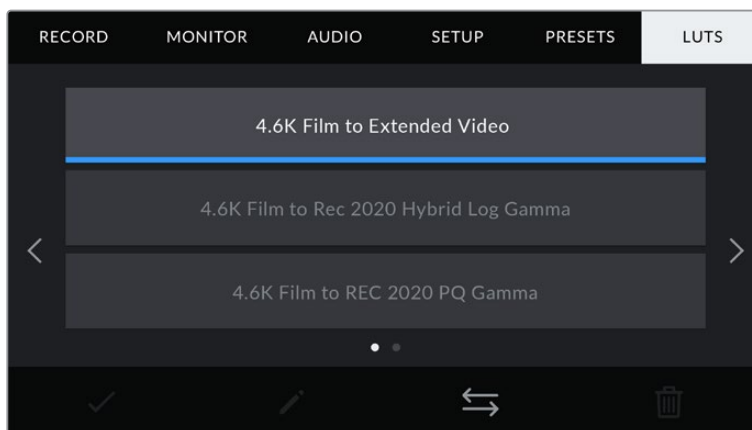 RECORD MONITOR AUDIO SETUP PRESETS LUTS
4.6K Film to Extended Video
4.6K Film to Rec 2020 Hybrid Log Gamma
4.6K Film to REC 2020 PQ Gamma